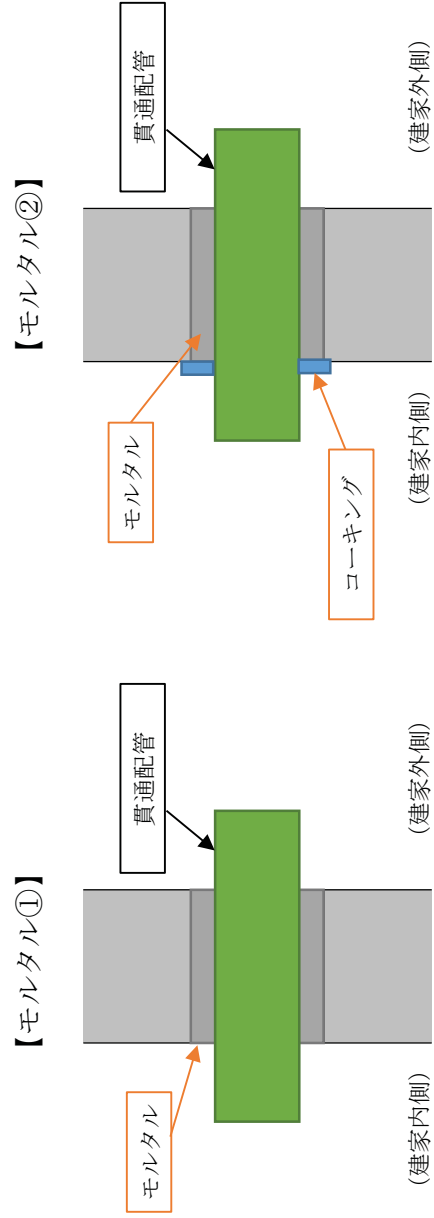 【モルタル①】
貫通配管
モルタル
(建家内側)
(建家外側)
【モルタル②】
貫通配管
モルタル
コーキング
(建家内側)
(建家外側)